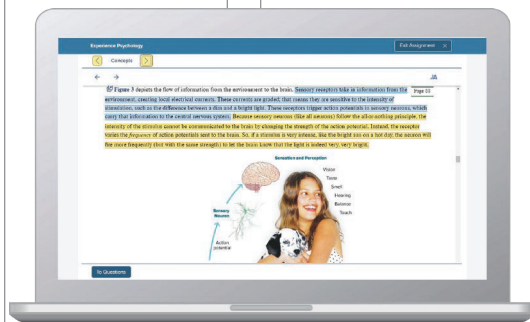 Experience Psychology
Exit Assignment X
Concepts
Figure 3 depicts the flow of information from the environment to the brain. Sensory receptors take in information from the
Page 13
environment, creating local electrical currents. These currents are graded; that means they are sensitive to the intensity of
stimulation, such as the difference between a dim and a bright light. These receptors trigger action potentials in sensory neurons, which
carry that information to the central nervous system. Because sensory neurons (like all neurons) follow the all-or-nothing principle, the
intensity of the stimulus cannot be communicated to the brain by changing the strength of the action potential. Instead, the receptor
varies the frequency of action potentials sent to the brain. So, if a stimulus is very intense, like the bright sun on a hot day, the neuron will
fire more frequently (but with the same strength) to let the brain know that the light is indeed very, very bright.
Sensation and Perception
Vision
Taste
Smell
Hearing
Balance
Touch
Sensory
Neuron
Action
potential
To Questions